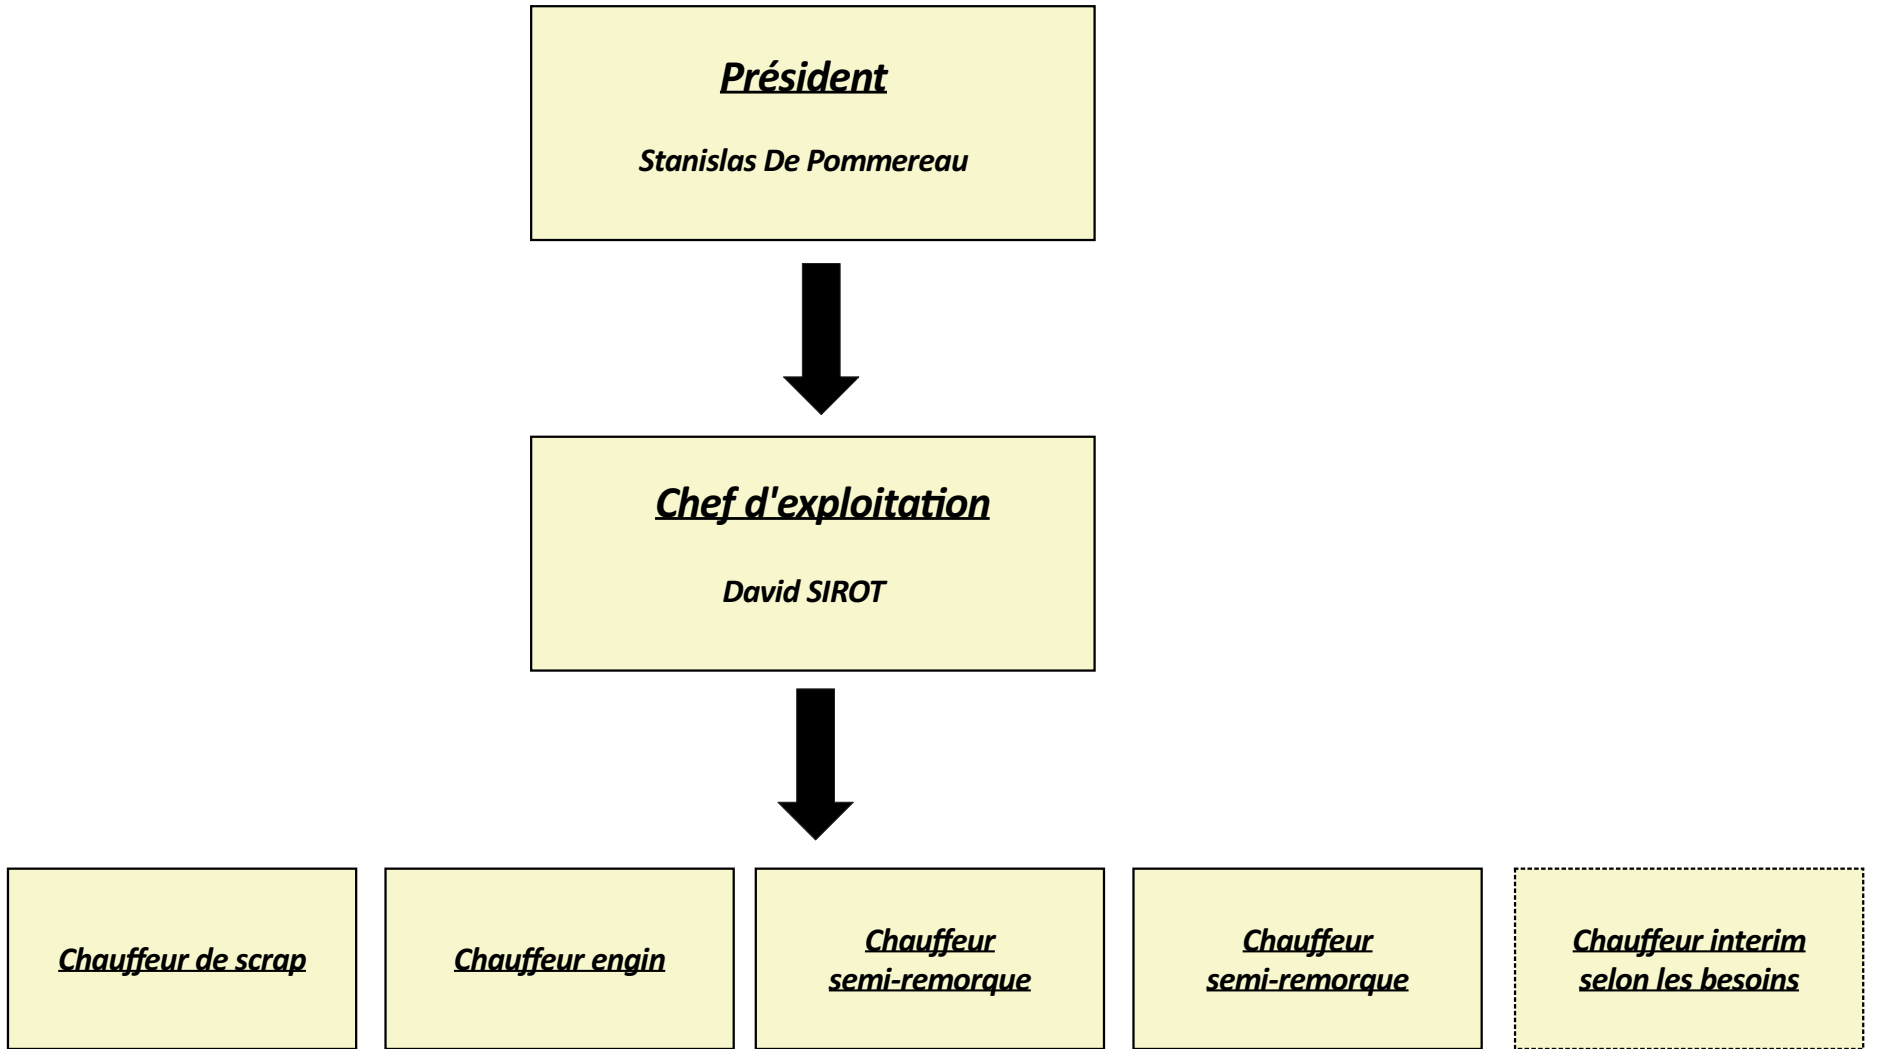 Président
Stanislas De Pommereau
Chef d'exploitation
David SIROT
Chauffeur de scrap
Chauffeur engin
Chauffeur
semi-remorque
Chauffeur
semi-remorque
Chauffeur interim
selon les besoins